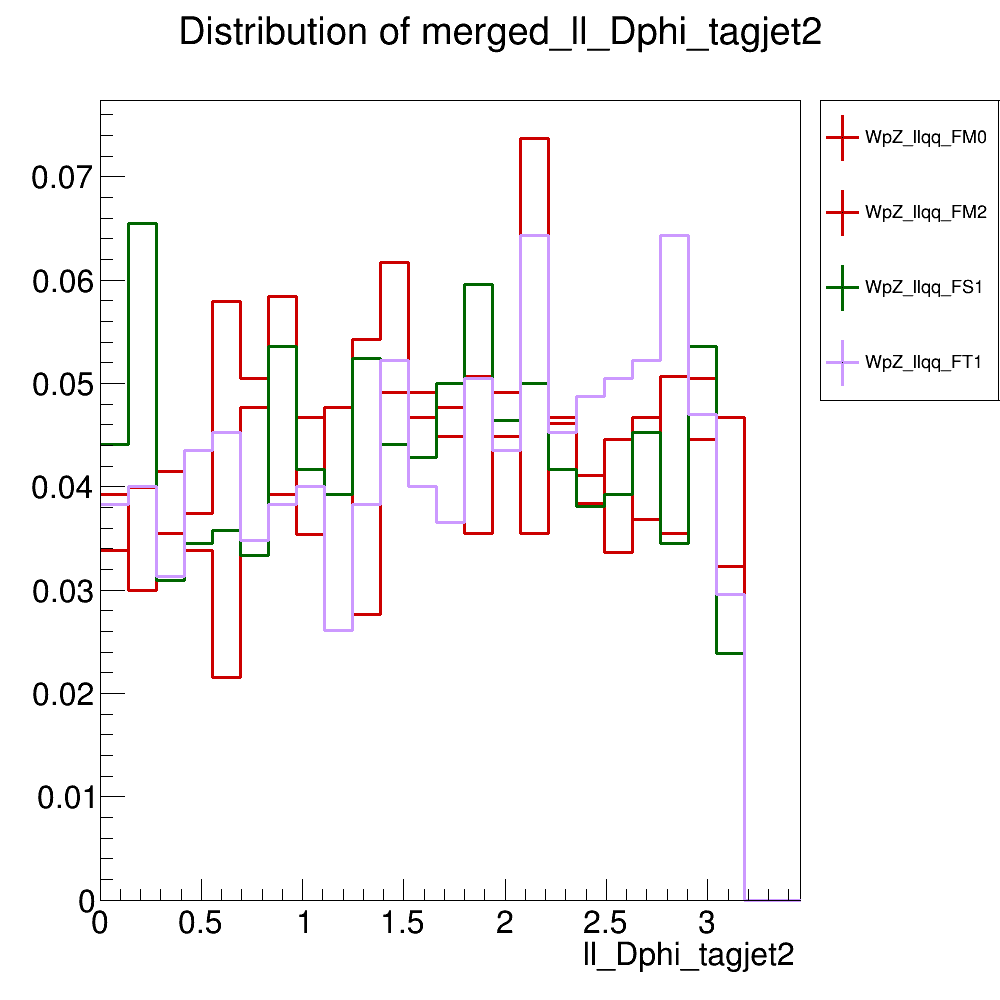 Distribution of merged_ll_Dphi_tagjet2
WpZ_llqq_FM0
WpZ_llqq_FM2
WpZ_llqq_FS1
WpZ_llqq_FT1
0.07
0.06
0.05
0.04
0.03
0.02
0.01
0
0 0.5 1 1.5 2 2.5 3
ll_Dphi_tagjet2